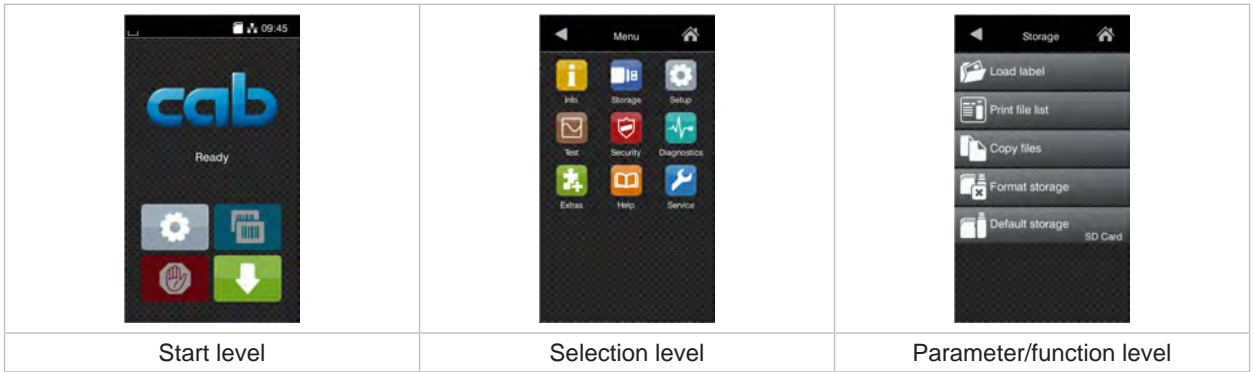 09:45
cab
Ready
Menu
Info Storage Setup
Test Security Diagnostics
Extras Help Service
Storage
Load label
Print file list
Copy files
Format storage
Default storage
SD Card
Start level Selection level Parameter/function level